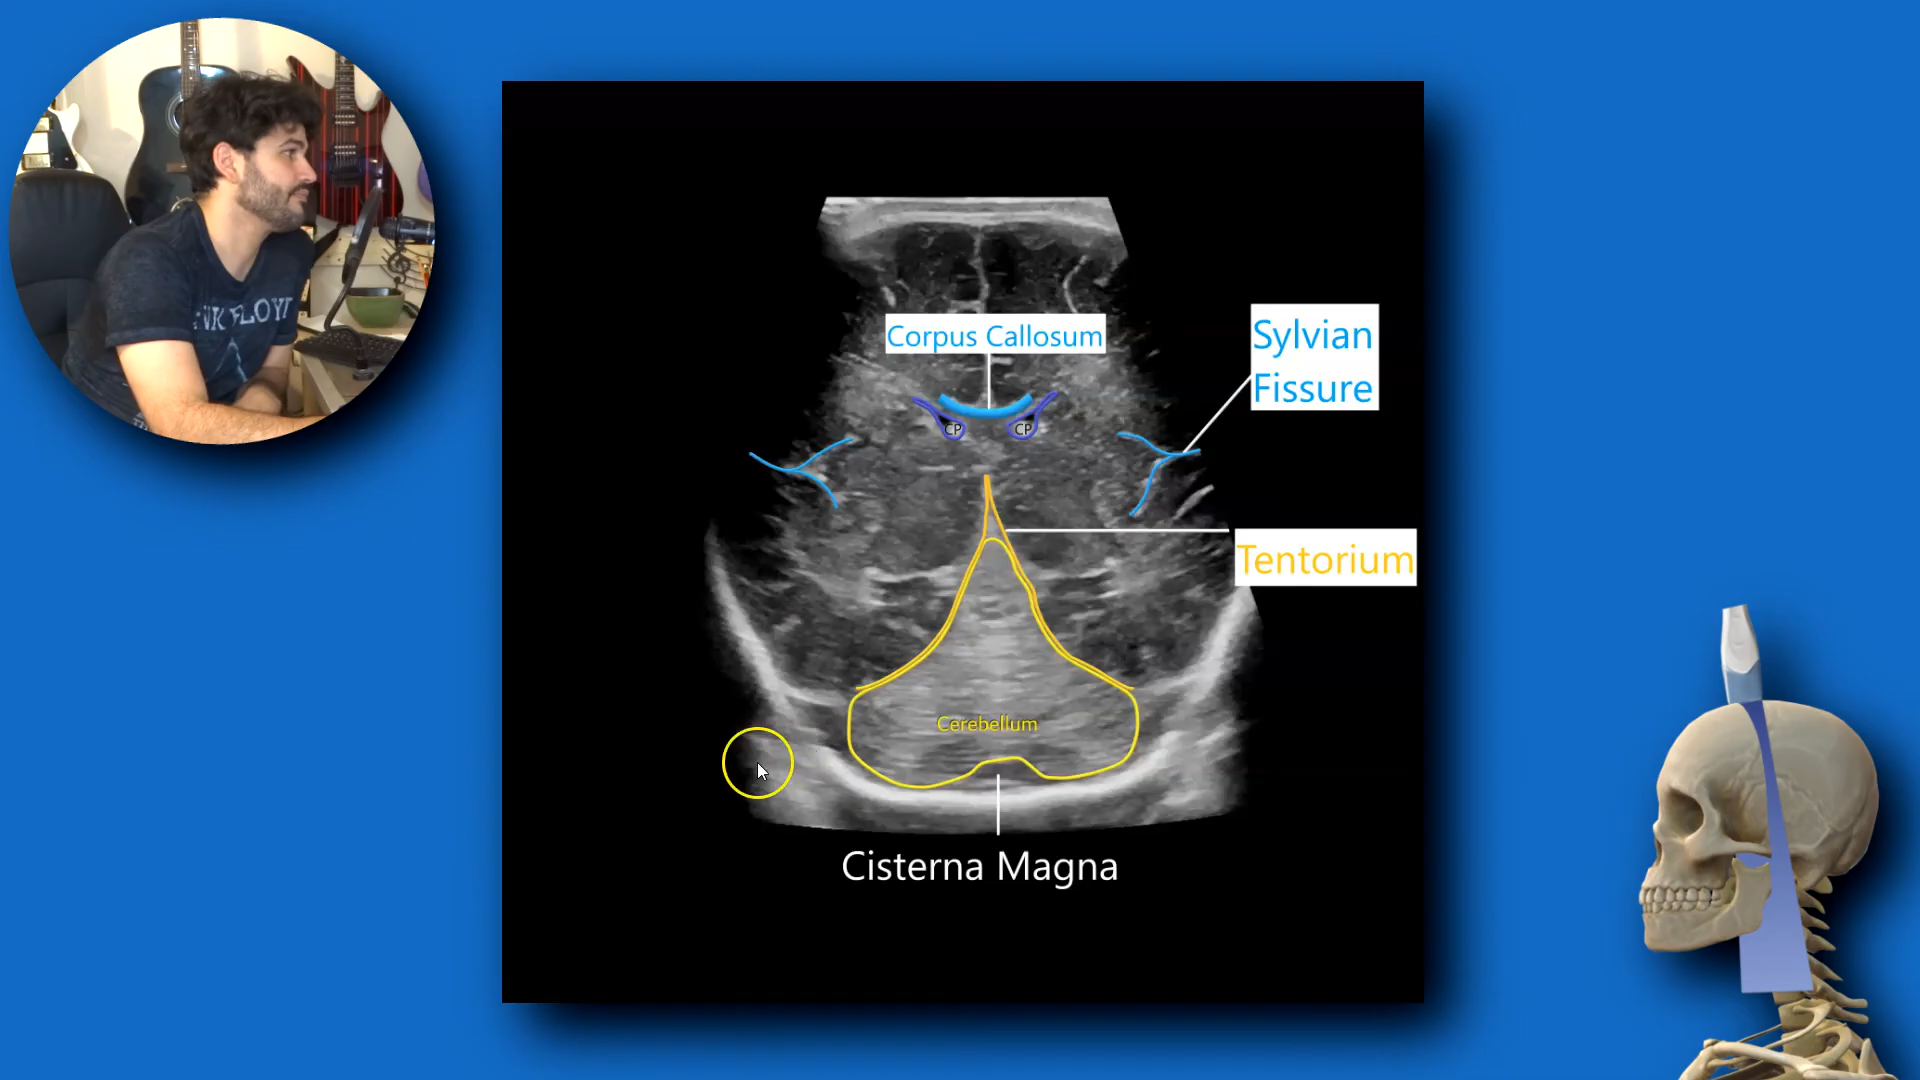 Corpus Callosum
Sylvian
Fissure
CP
CP
Tentorium
Cerebellum
Cisterna Magna